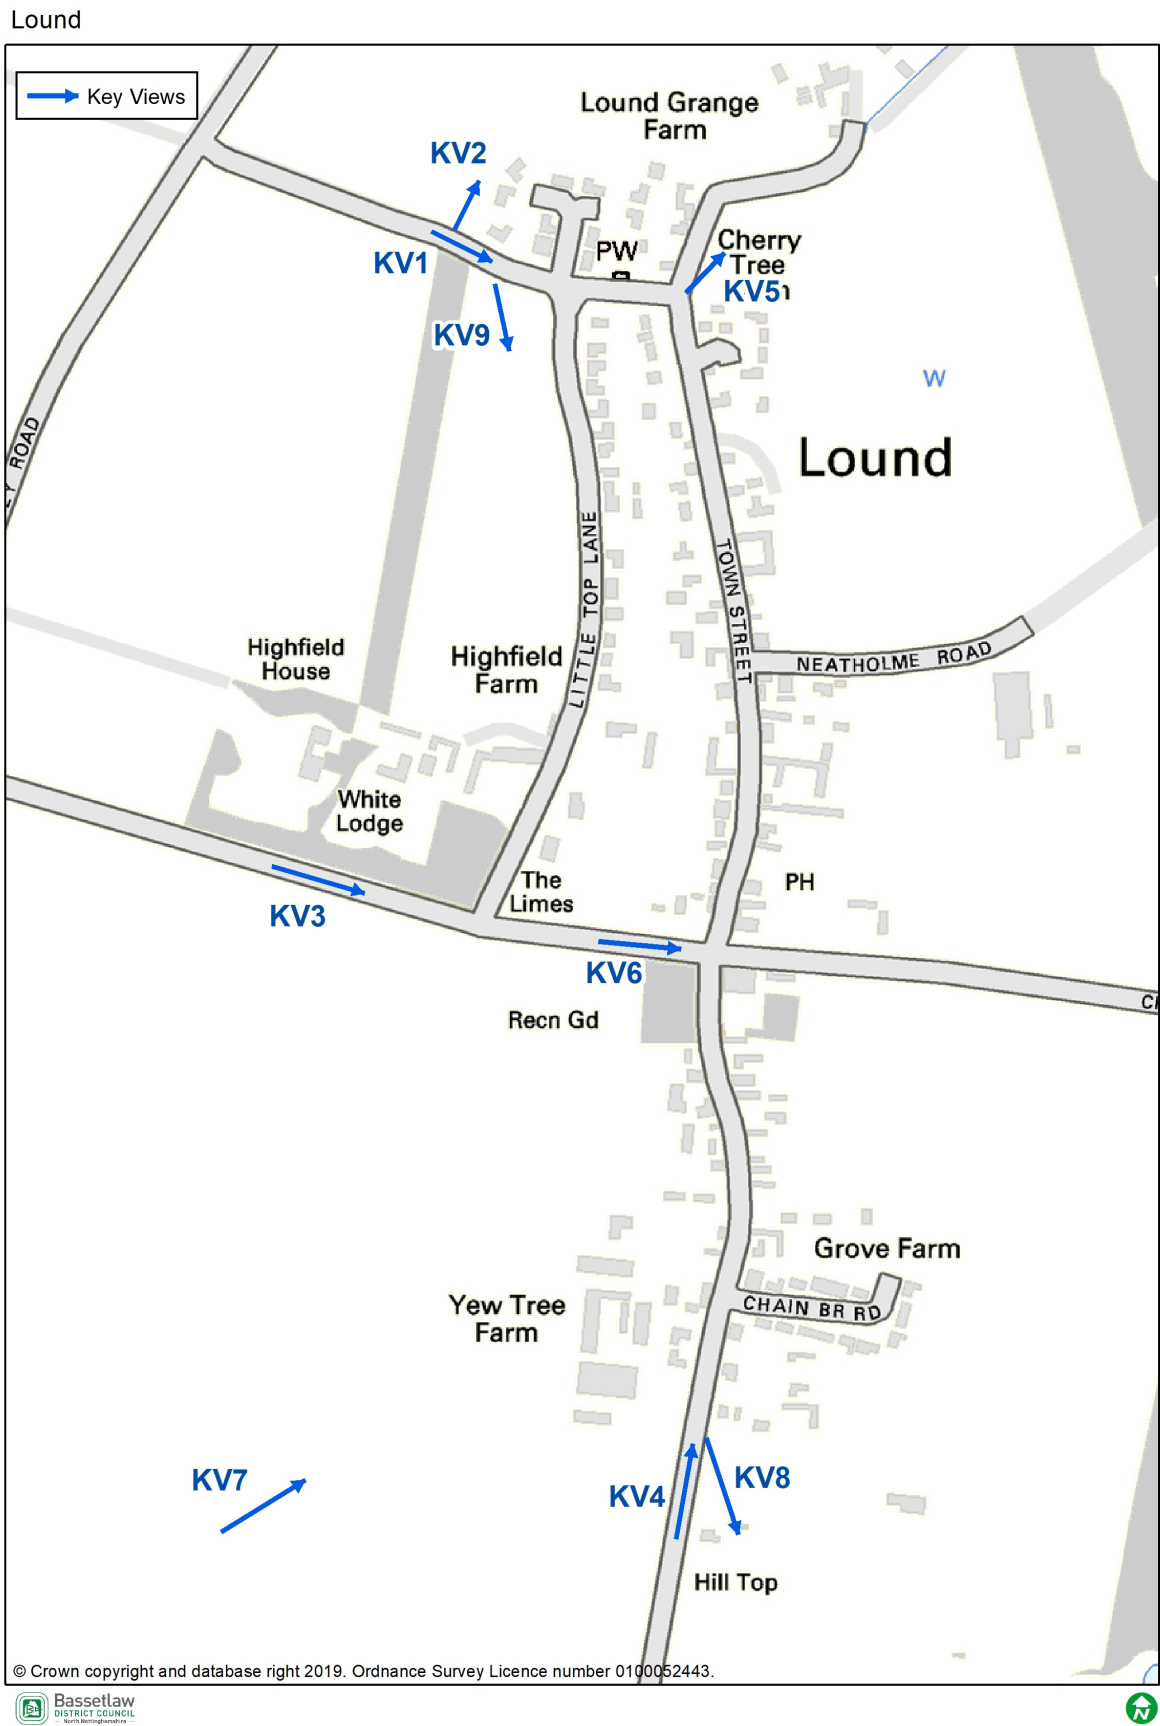 Lound
Key Views
Lound Grange
Farm
KV2
KV1
PW
Cherry
Tree
KV5
KV9
W
EY ROAD
Lound
LITTLE TOP LANE
TOWN STREET
Highfield
House
Highfield
Farm
NEATHOLME ROAD
White
Lodge
The
Limes
PH
KV3
KV6
Recn Gd
Grove Farm
Yew Tree
Farm
CHAIN BR RD
KV7
KV4
KV8
Hill Top
© Crown copyright and database right 2019. Ordnance Survey Licence number 0100052443.
Bassetlaw
DISTRICT COUNCIL
North Nottinghamshire
N